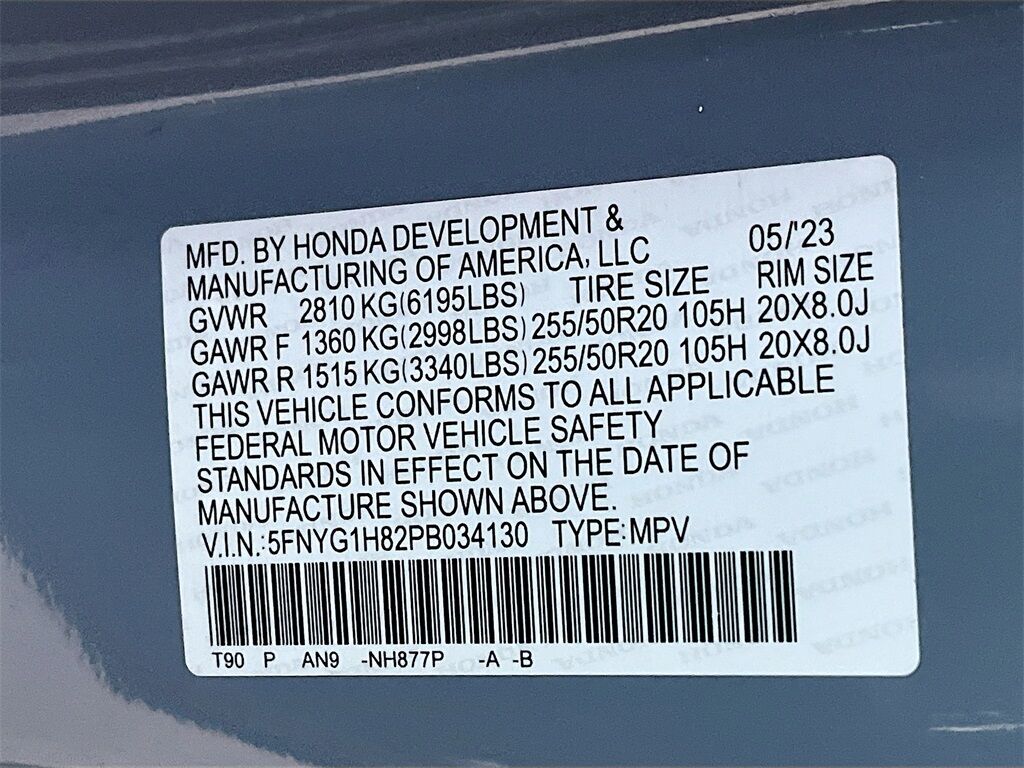 MFD. BY HONDA DEVELOPMENT &
MANUFACTURING OF AMERICA, LLC 05/'23
GVWR 2810 KG(6195LBS) TIRE SIZE RIM SIZE
GAWR F 1360 KG(2998LBS) 255/50R20 105H 20X8.0J
GAWR R 1515 KG(3340LBS) 255/50R20 105H 20X8.0J
THIS VEHICLE CONFORMS TO ALL APPLICABLE
FEDERAL MOTOR VEHICLE SAFETY
STANDARDS IN EFFECT ON THE DATE OF
MANUFACTURE SHOWN ABOVE.
V.I.N.:5FNYG1H82PB034130 TYPE:MPV
T90 P AN9 -NH877P -A -B